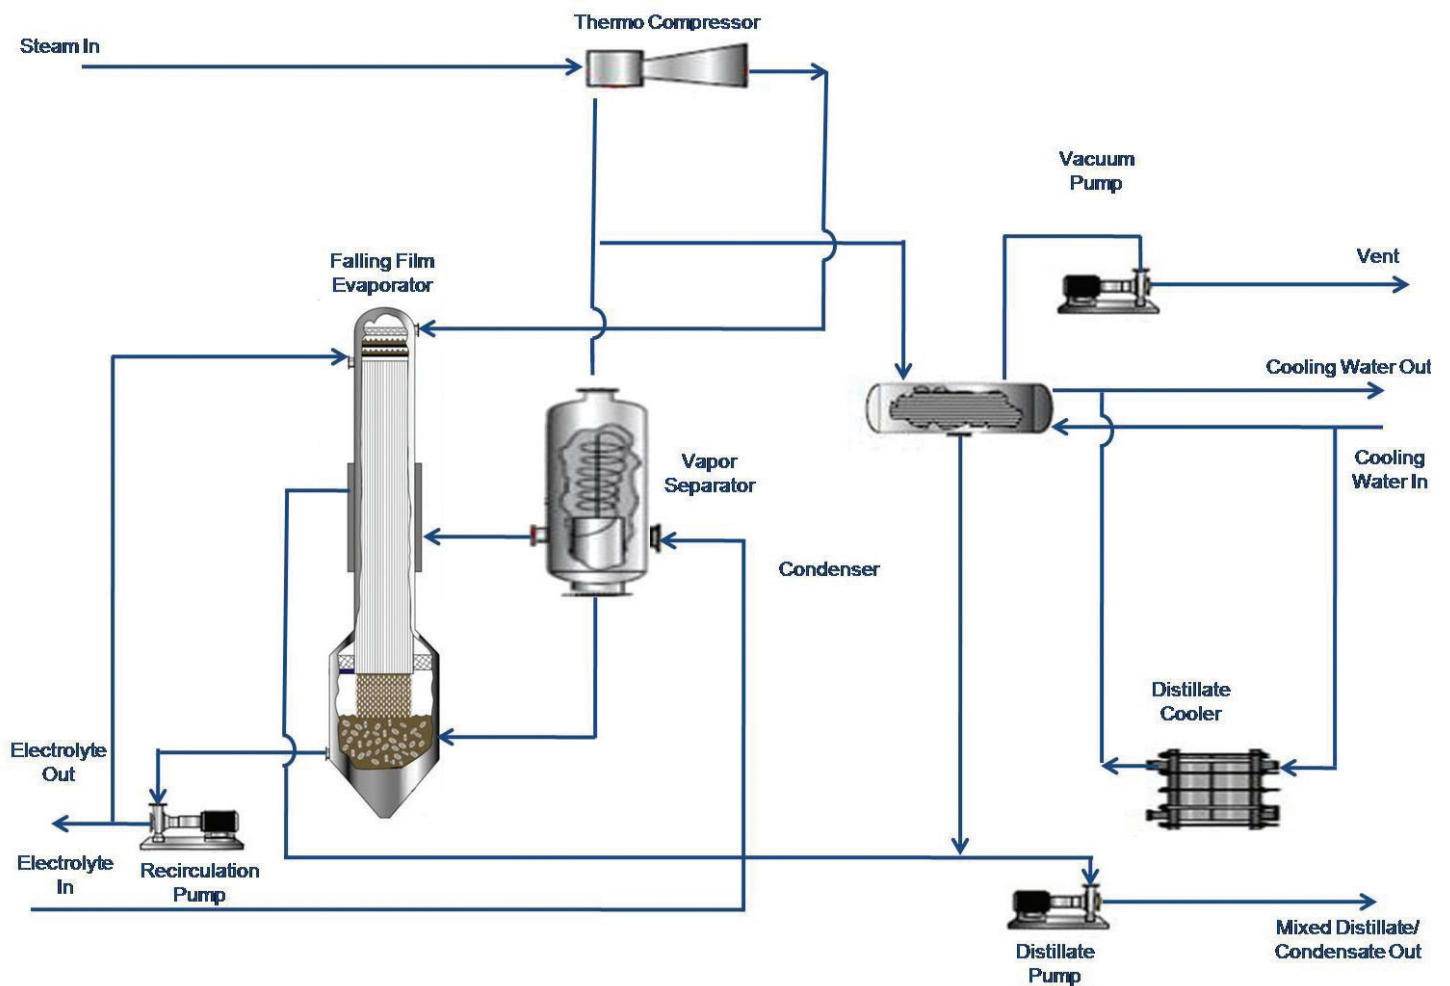 Thermo Compressor
Steam In
Vacuum
Pump
Vent
Falling Film
Evaporator
Cooling Water Out
Vapor
Separator
Cooling
Water In
Condenser
Distillate
Cooler
Electrolyte
Out
Electrolyte
In
Recirculation
Pump
Distillate
Pump
Mixed Distillate/
Condensate Out